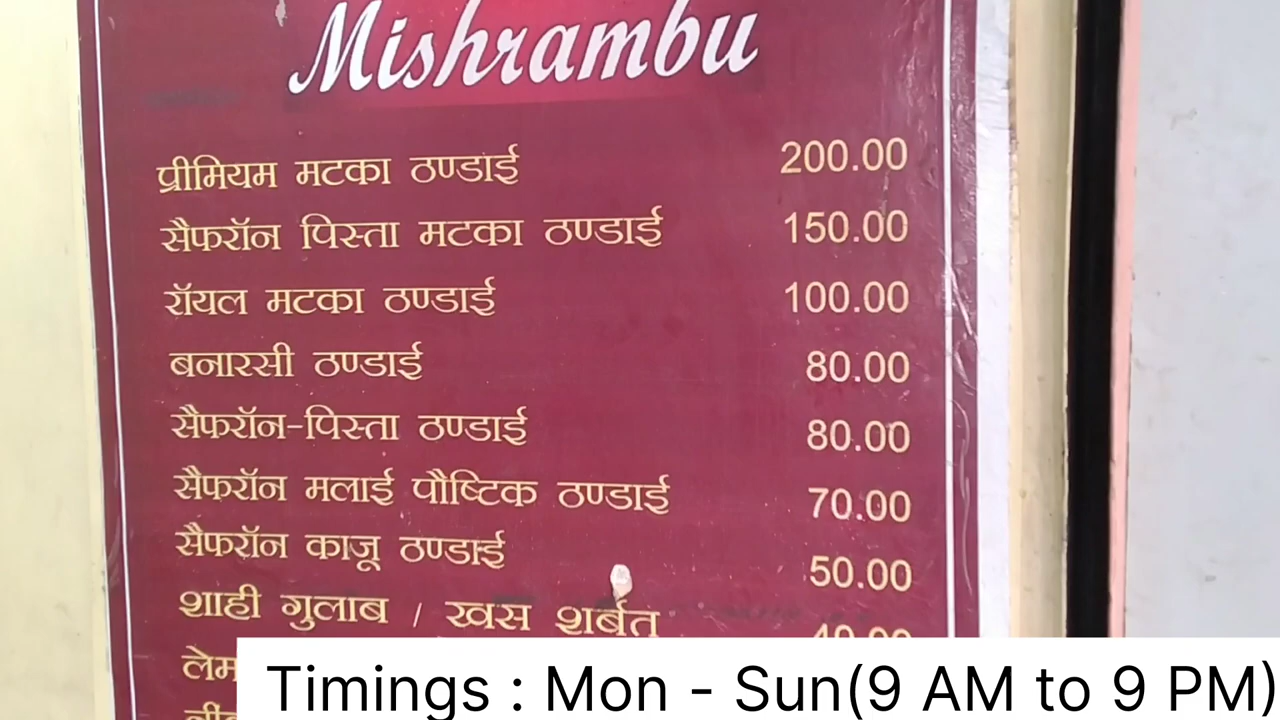 Mishrambu
प्रीमियम मटका ठण्डाई 200.00
सैफरॉन पिस्ता मटका ठण्डाई 150.00
रॉयल मटका ठण्डाई 100.00
बनारसी ठण्डाई 80.00
सैफरॉन-पिस्ता ठण्डाई 80.00
सैफरॉन मलाई पौष्टिक ठण्डाई 70.00
सैफरॉन काजू ठण्डाई 50.00
शाही गुलाब / खस शर्बत
Timings : Mon - Sun(9 AM to 9 PM)